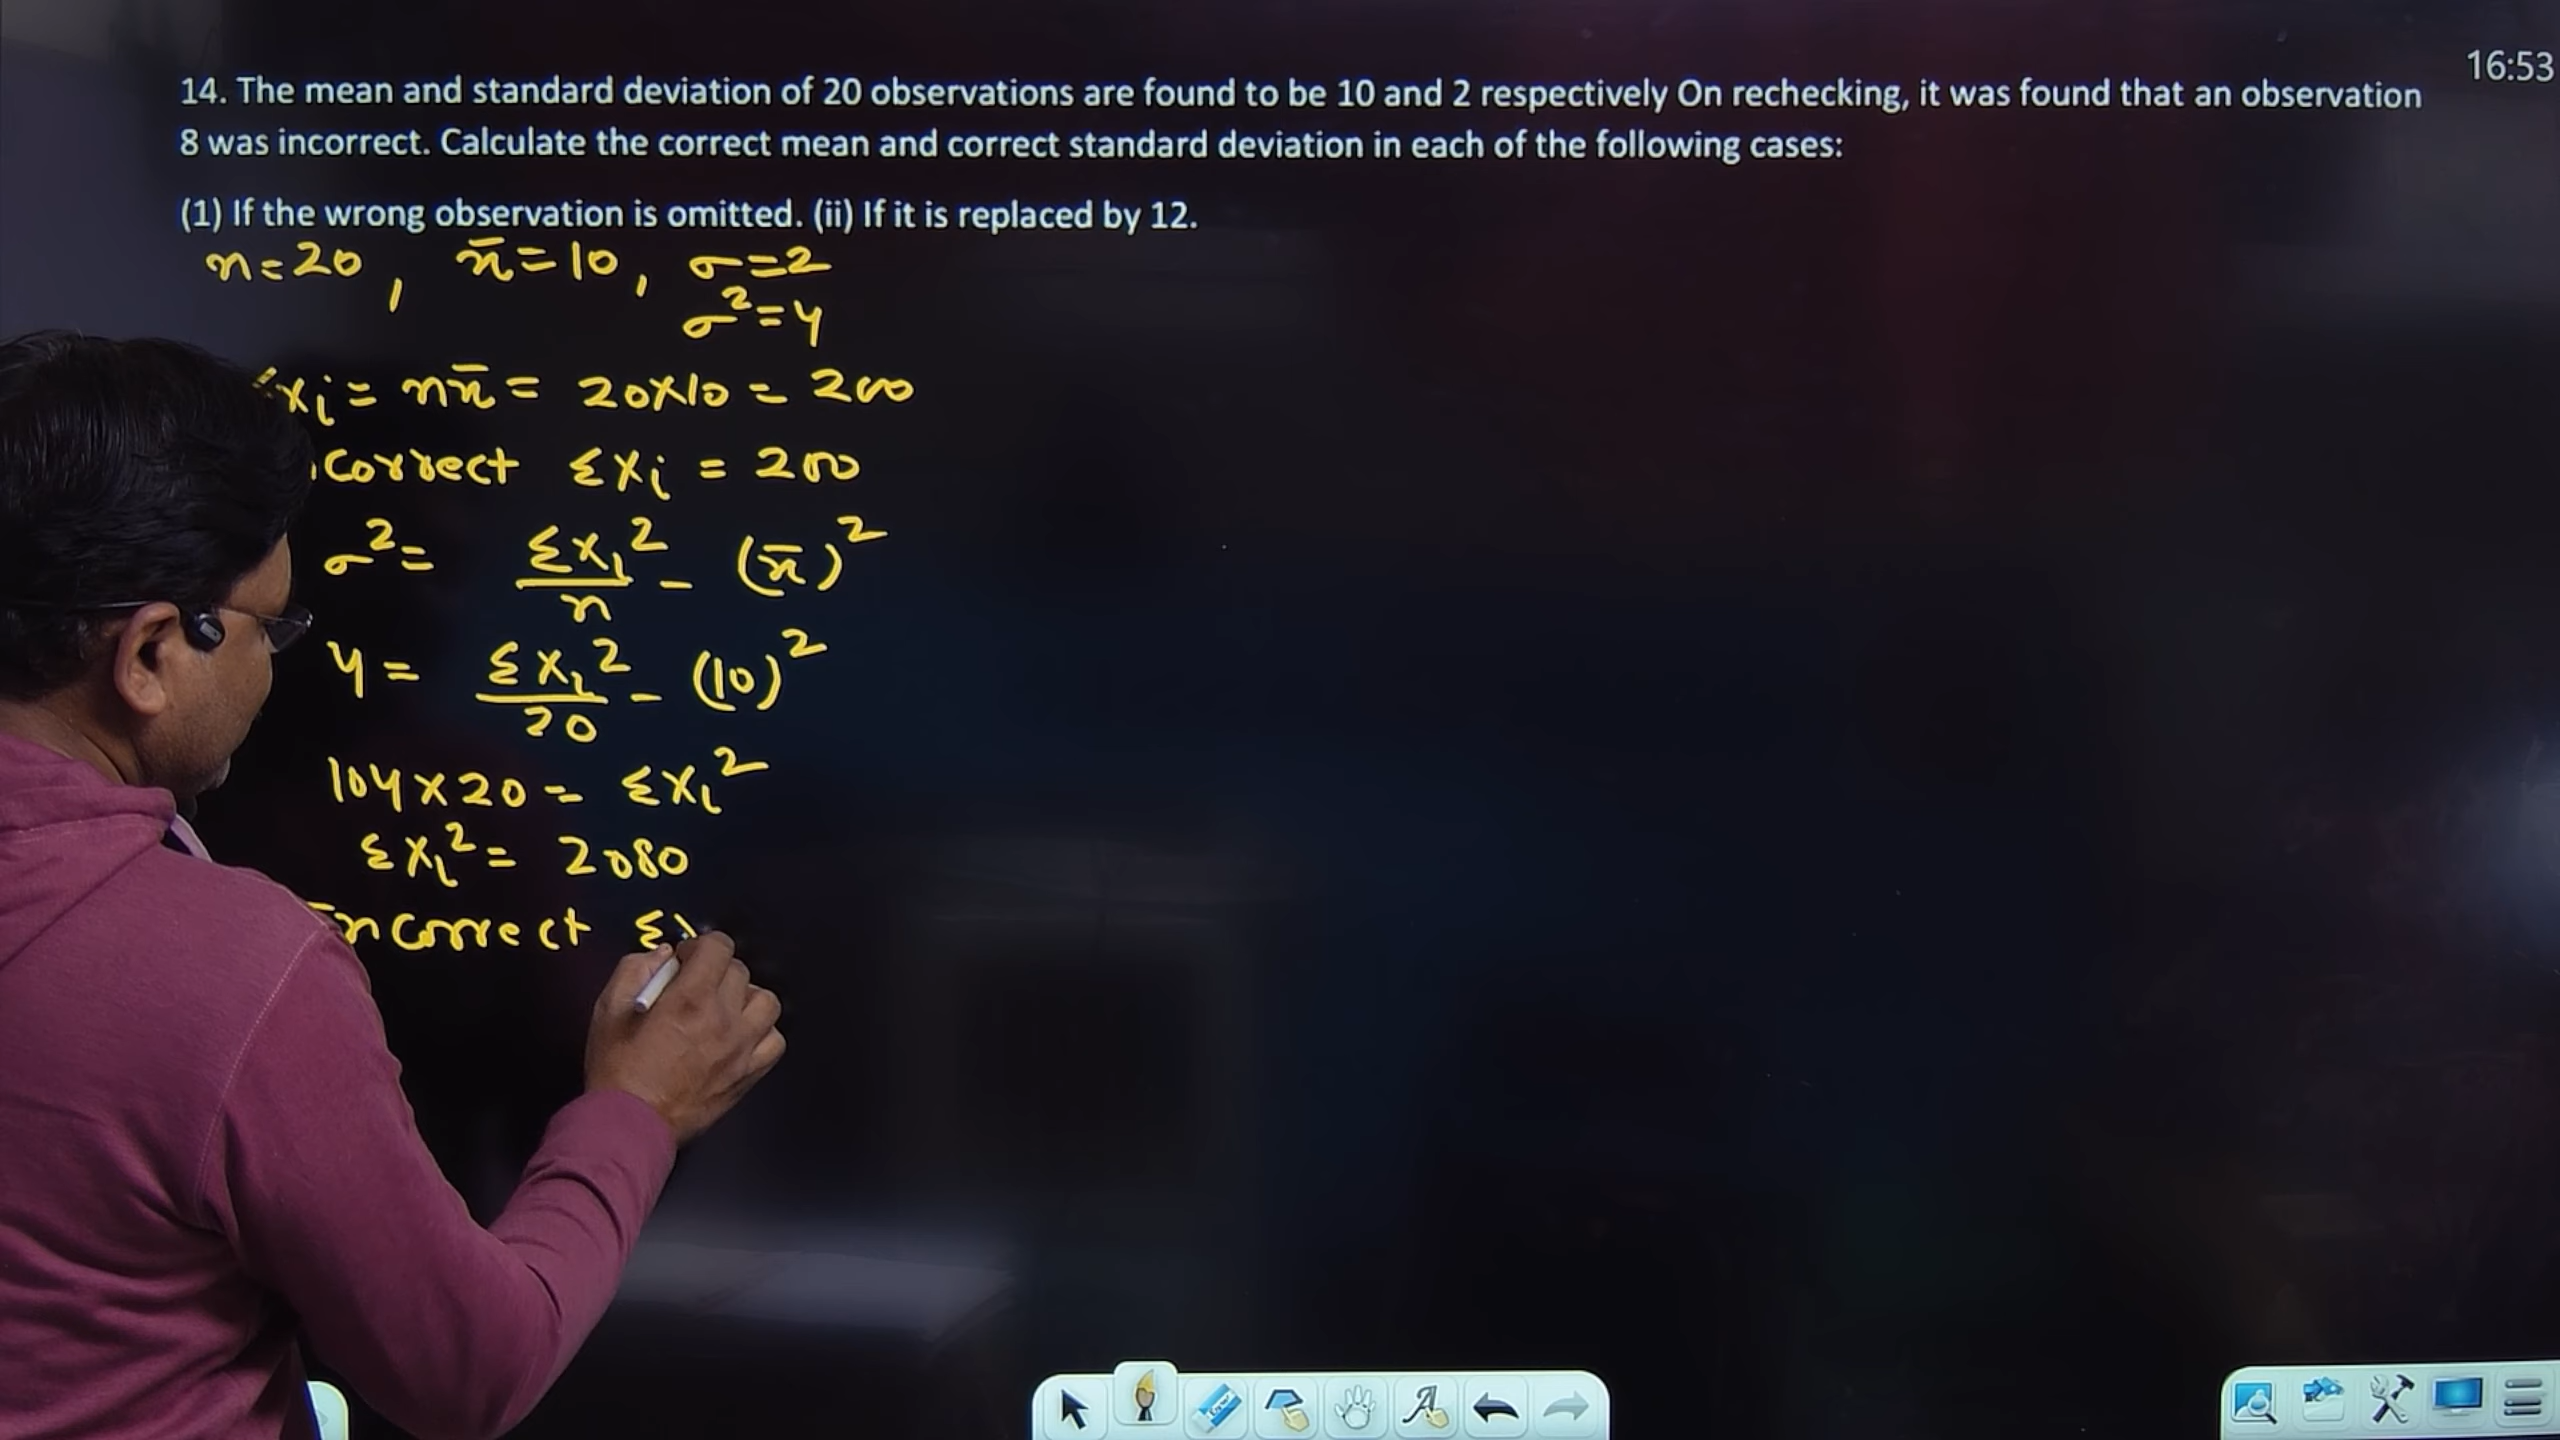 16:53
14. The mean and standard deviation of 20 observations are found to be 10 and 2 respectively On rechecking, it was found that an observation
8 was incorrect. Calculate the correct mean and correct standard deviation in each of the following cases:
(1) If the wrong observation is omitted. (ii) If it is replaced by 12.
n=20, x̄=10, σ=2
σ²=4
Σxi = nx̄ = 20×10 = 200
ncorrect Σxi = 200
σ² = Σxi²/n - (x̄)²
4 = Σxi²/20 - (10)²
104×20 = Σxi²
Σxi² = 2080
Incorrect Σx